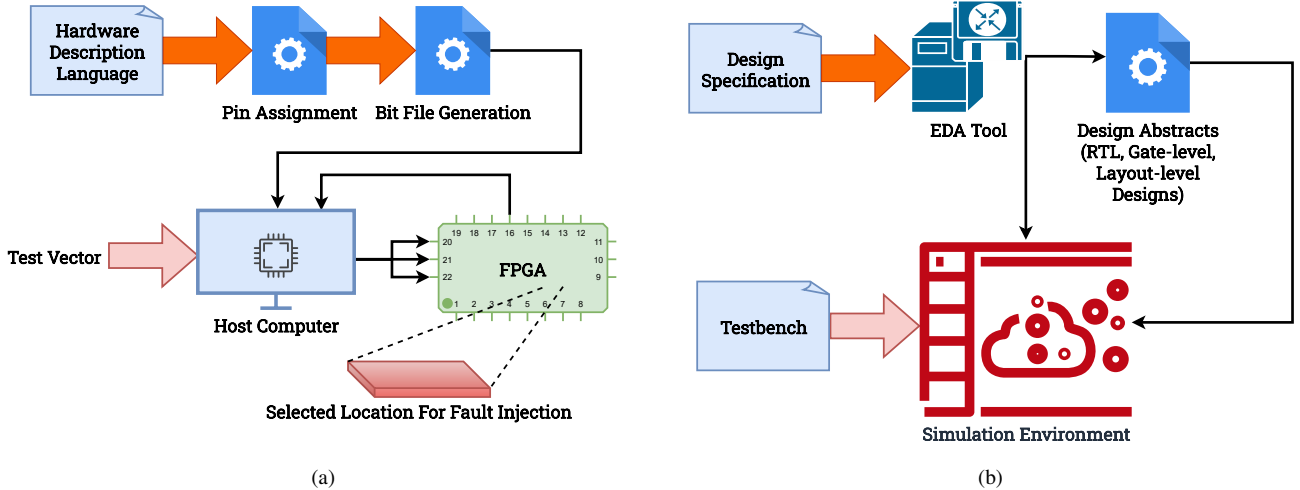 Hardware
Description
Language
Pin Assignment
Bit File Generation
Test Vector
Host Computer
19 18 17 16 15 14 13 12
20
21
22
FPGA
11
10
9
1 2 3 4 5 6 7 8
Selected Location For Fault Injection
(a)
Design
Specification
EDA Tool
Design Abstracts
(RTL, Gate-level,
Layout-level
Designs)
Testbench
Simulation Environment
(b)